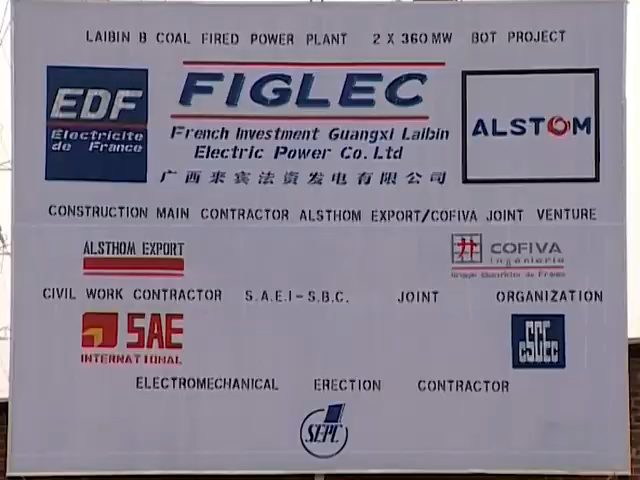 LAIBIN B COAL FIRED POWER PLANT 2 X 360 MW BOT PROJECT
EDF
Electricite
de France
FIGLEC
French Investment Guangxi Laibin
Electric Power Co. Ltd
广西来宾法资发电有限公司
ALSTOM
CONSTRUCTION MAIN CONTRACTOR ALSTHOM EXPORT/COFIVA JOINT VENTURE
ALSTHOM EXPORT
COFIVA
ingénierie
CIVIL WORK CONTRACTOR S.A.E.I-S.B.C. JOINT ORGANIZATION
SAE
INTERNATIONAL
CSCEC
ELECTROMECHANICAL ERECTION CONTRACTOR
SEPC